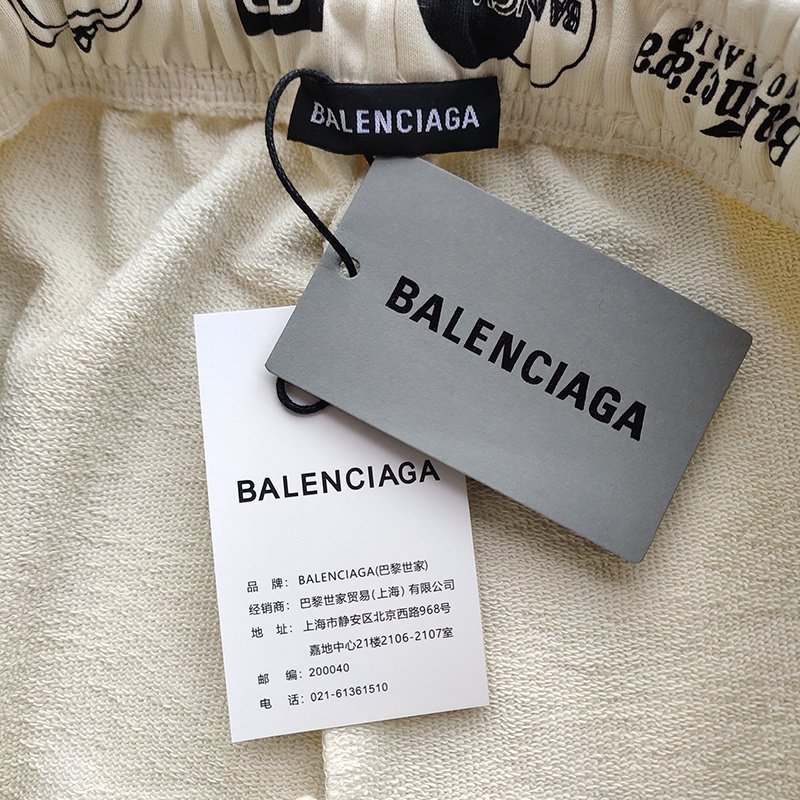 BALENCIAGA
PARIS
Balenciaga
BALENCIAGA
BALENCIAGA
BALENCIAGA
品 牌: BALENCIAGA(巴黎世家)
经销商: 巴黎世家贸易(上海) 有限公司
地 址: 上海市静安区北京西路968号
嘉地中心21楼2106-2107室
邮 编: 200040
电 话: 021-61361510